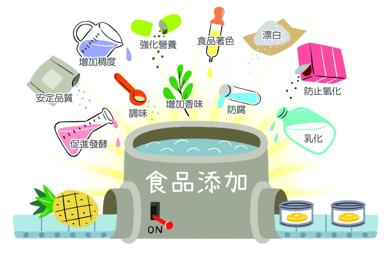 強化營養
食品著色
漂白
增加稠度
防止氧化
安定品質
調味
增加香味
防腐
促進發酵
乳化
食品添加
ON